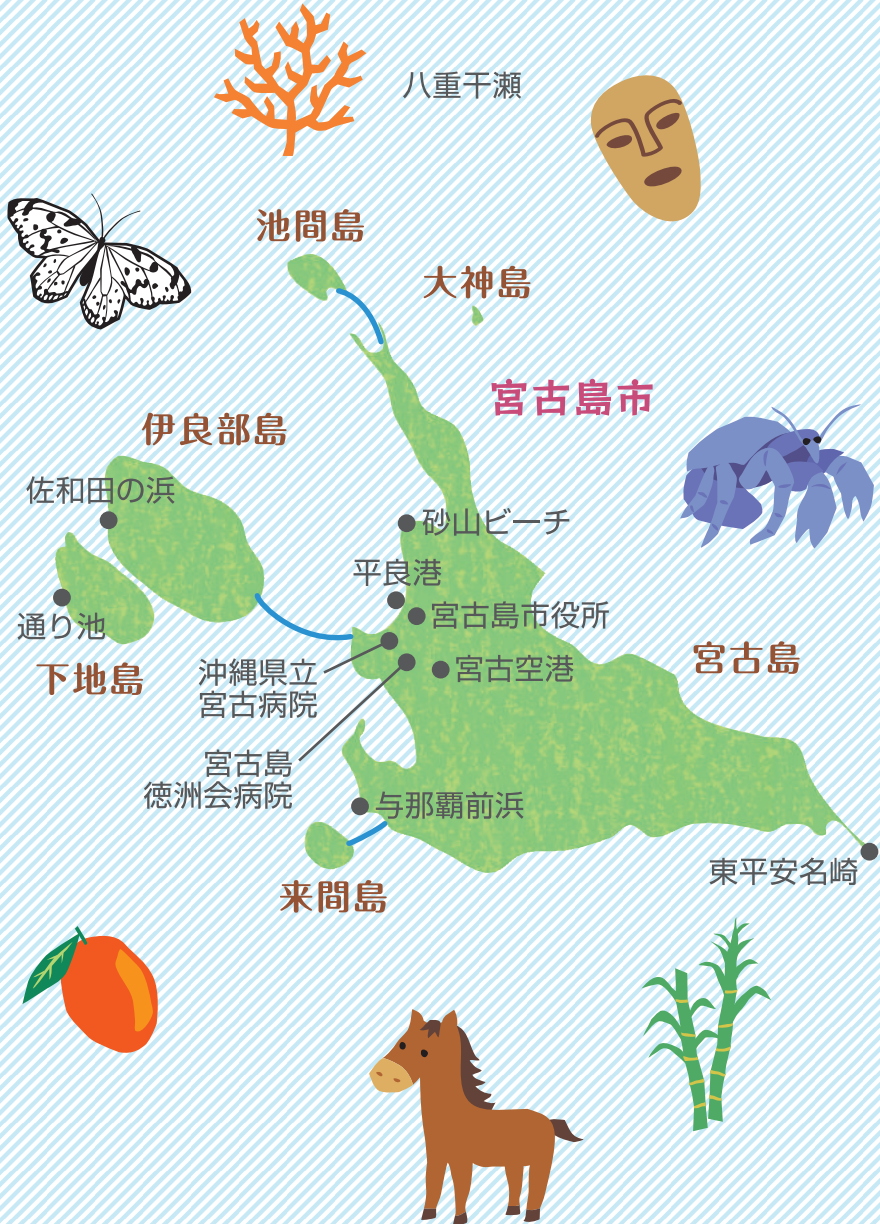 八重干瀬
池間島
大神島
宮古島市
伊良部島
佐和田の浜
砂山ビーチ
平良港
宮古島市役所
通り池
下地島
沖縄県立
宮古病院
宮古空港
宮古島
宮古島
徳洲会病院
与那覇前浜
東平安名崎
来間島